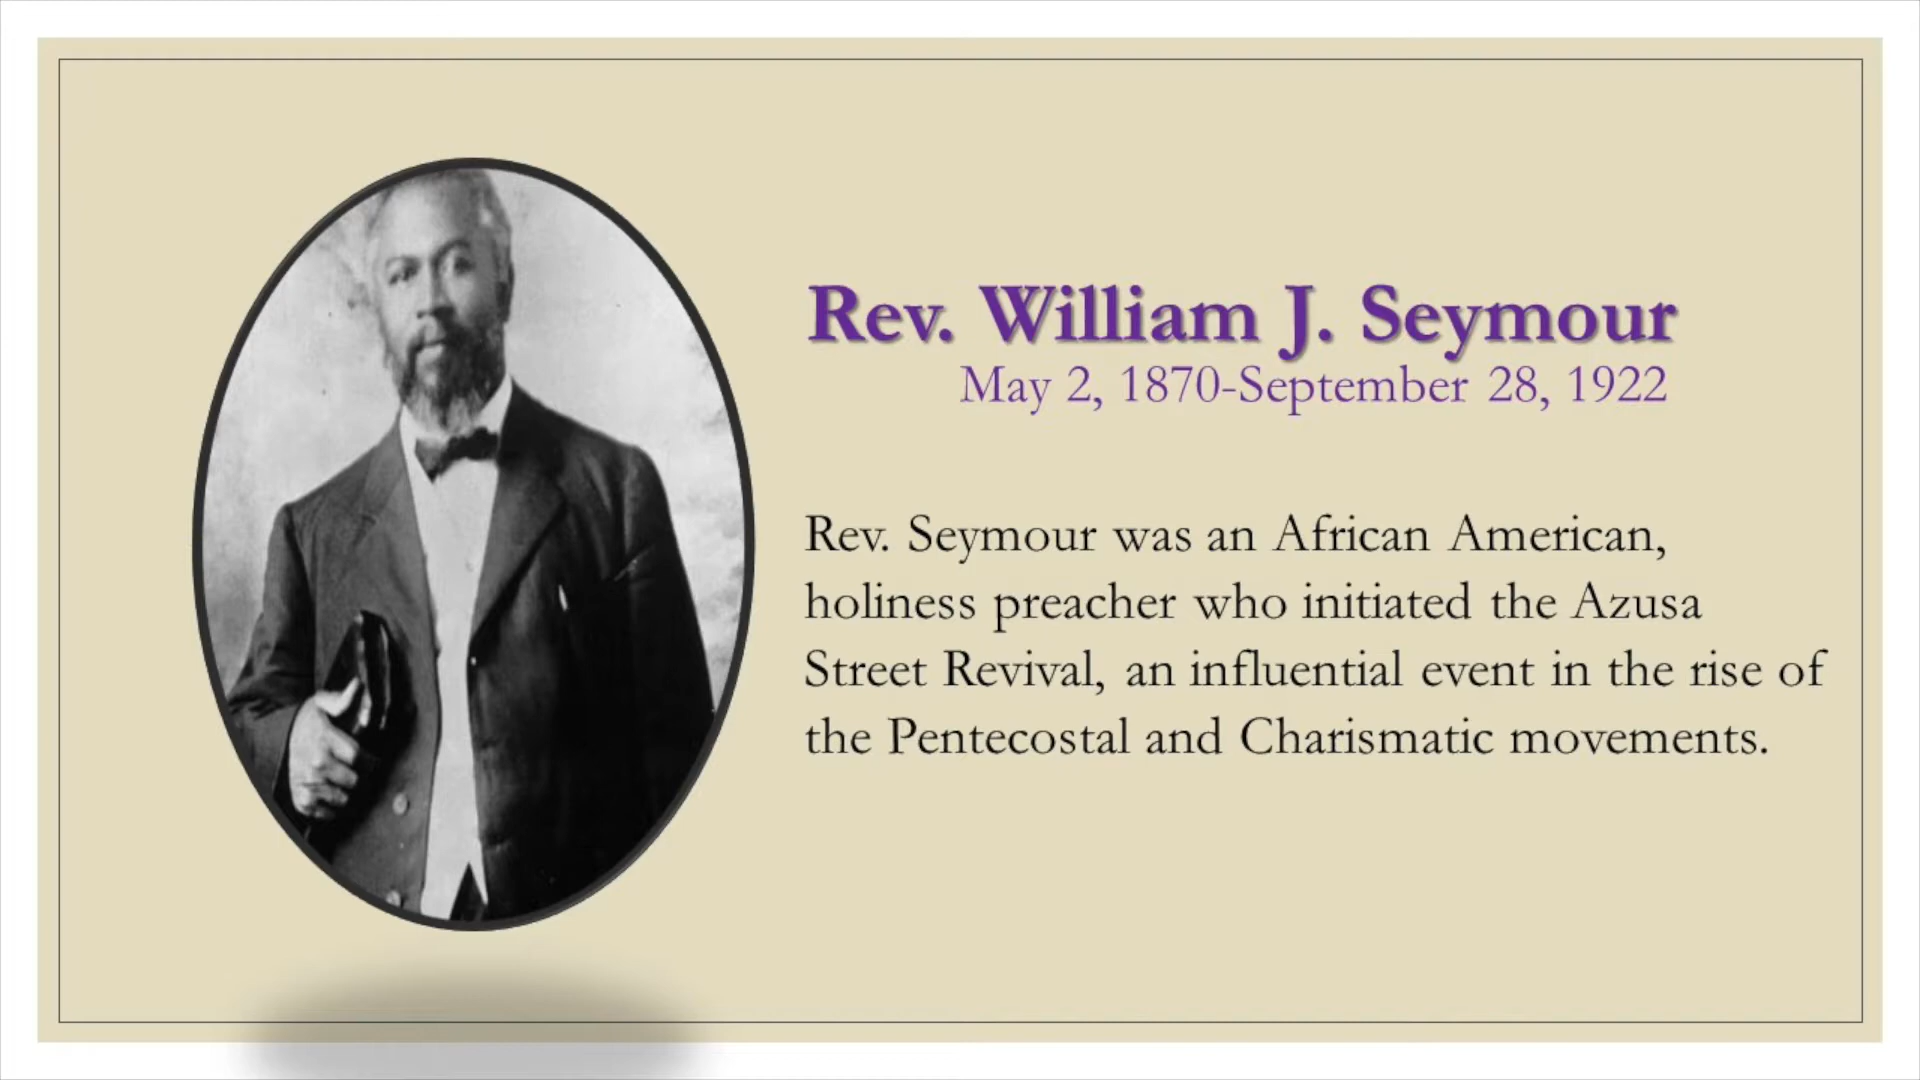 Rev. William J. Seymour
May 2, 1870-September 28, 1922
Rev. Seymour was an African American,
holiness preacher who initiated the Azusa
Street Revival, an influential event in the rise of
the Pentecostal and Charismatic movements.